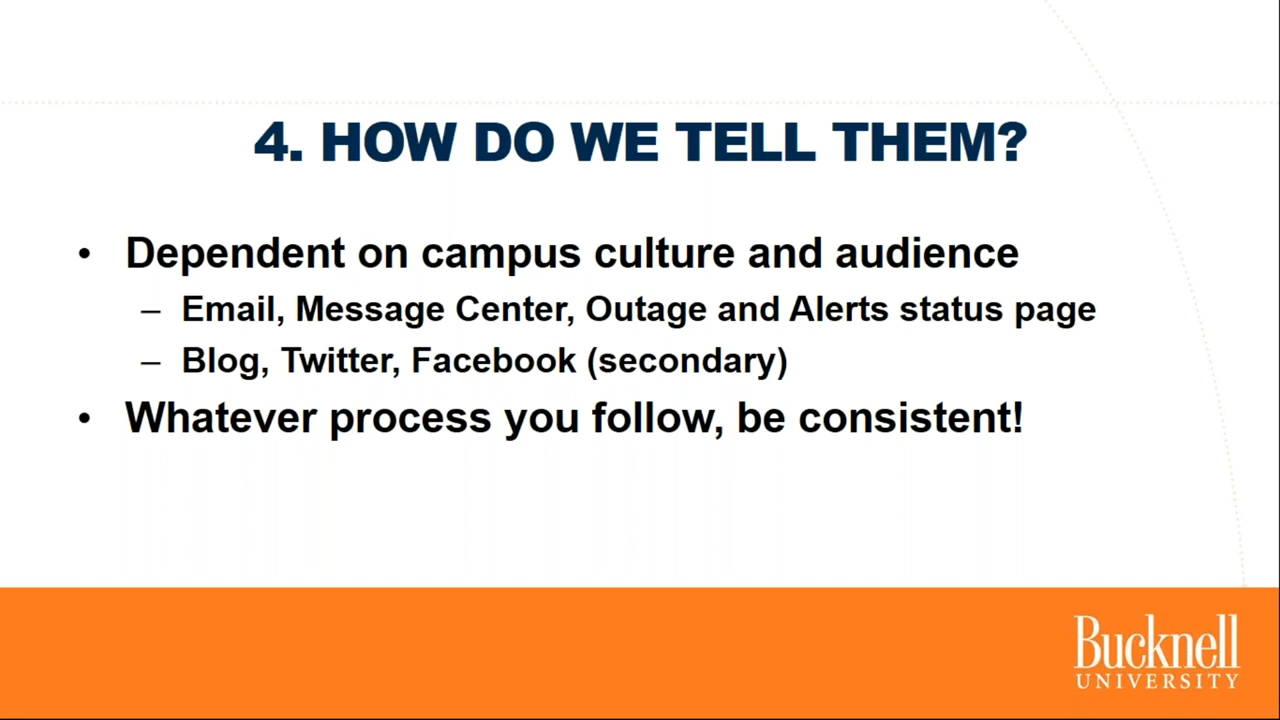 4. HOW DO WE TELL THEM?
• Dependent on campus culture and audience
– Email, Message Center, Outage and Alerts status page
– Blog, Twitter, Facebook (secondary)
• Whatever process you follow, be consistent!
Bucknell
UNIVERSITY